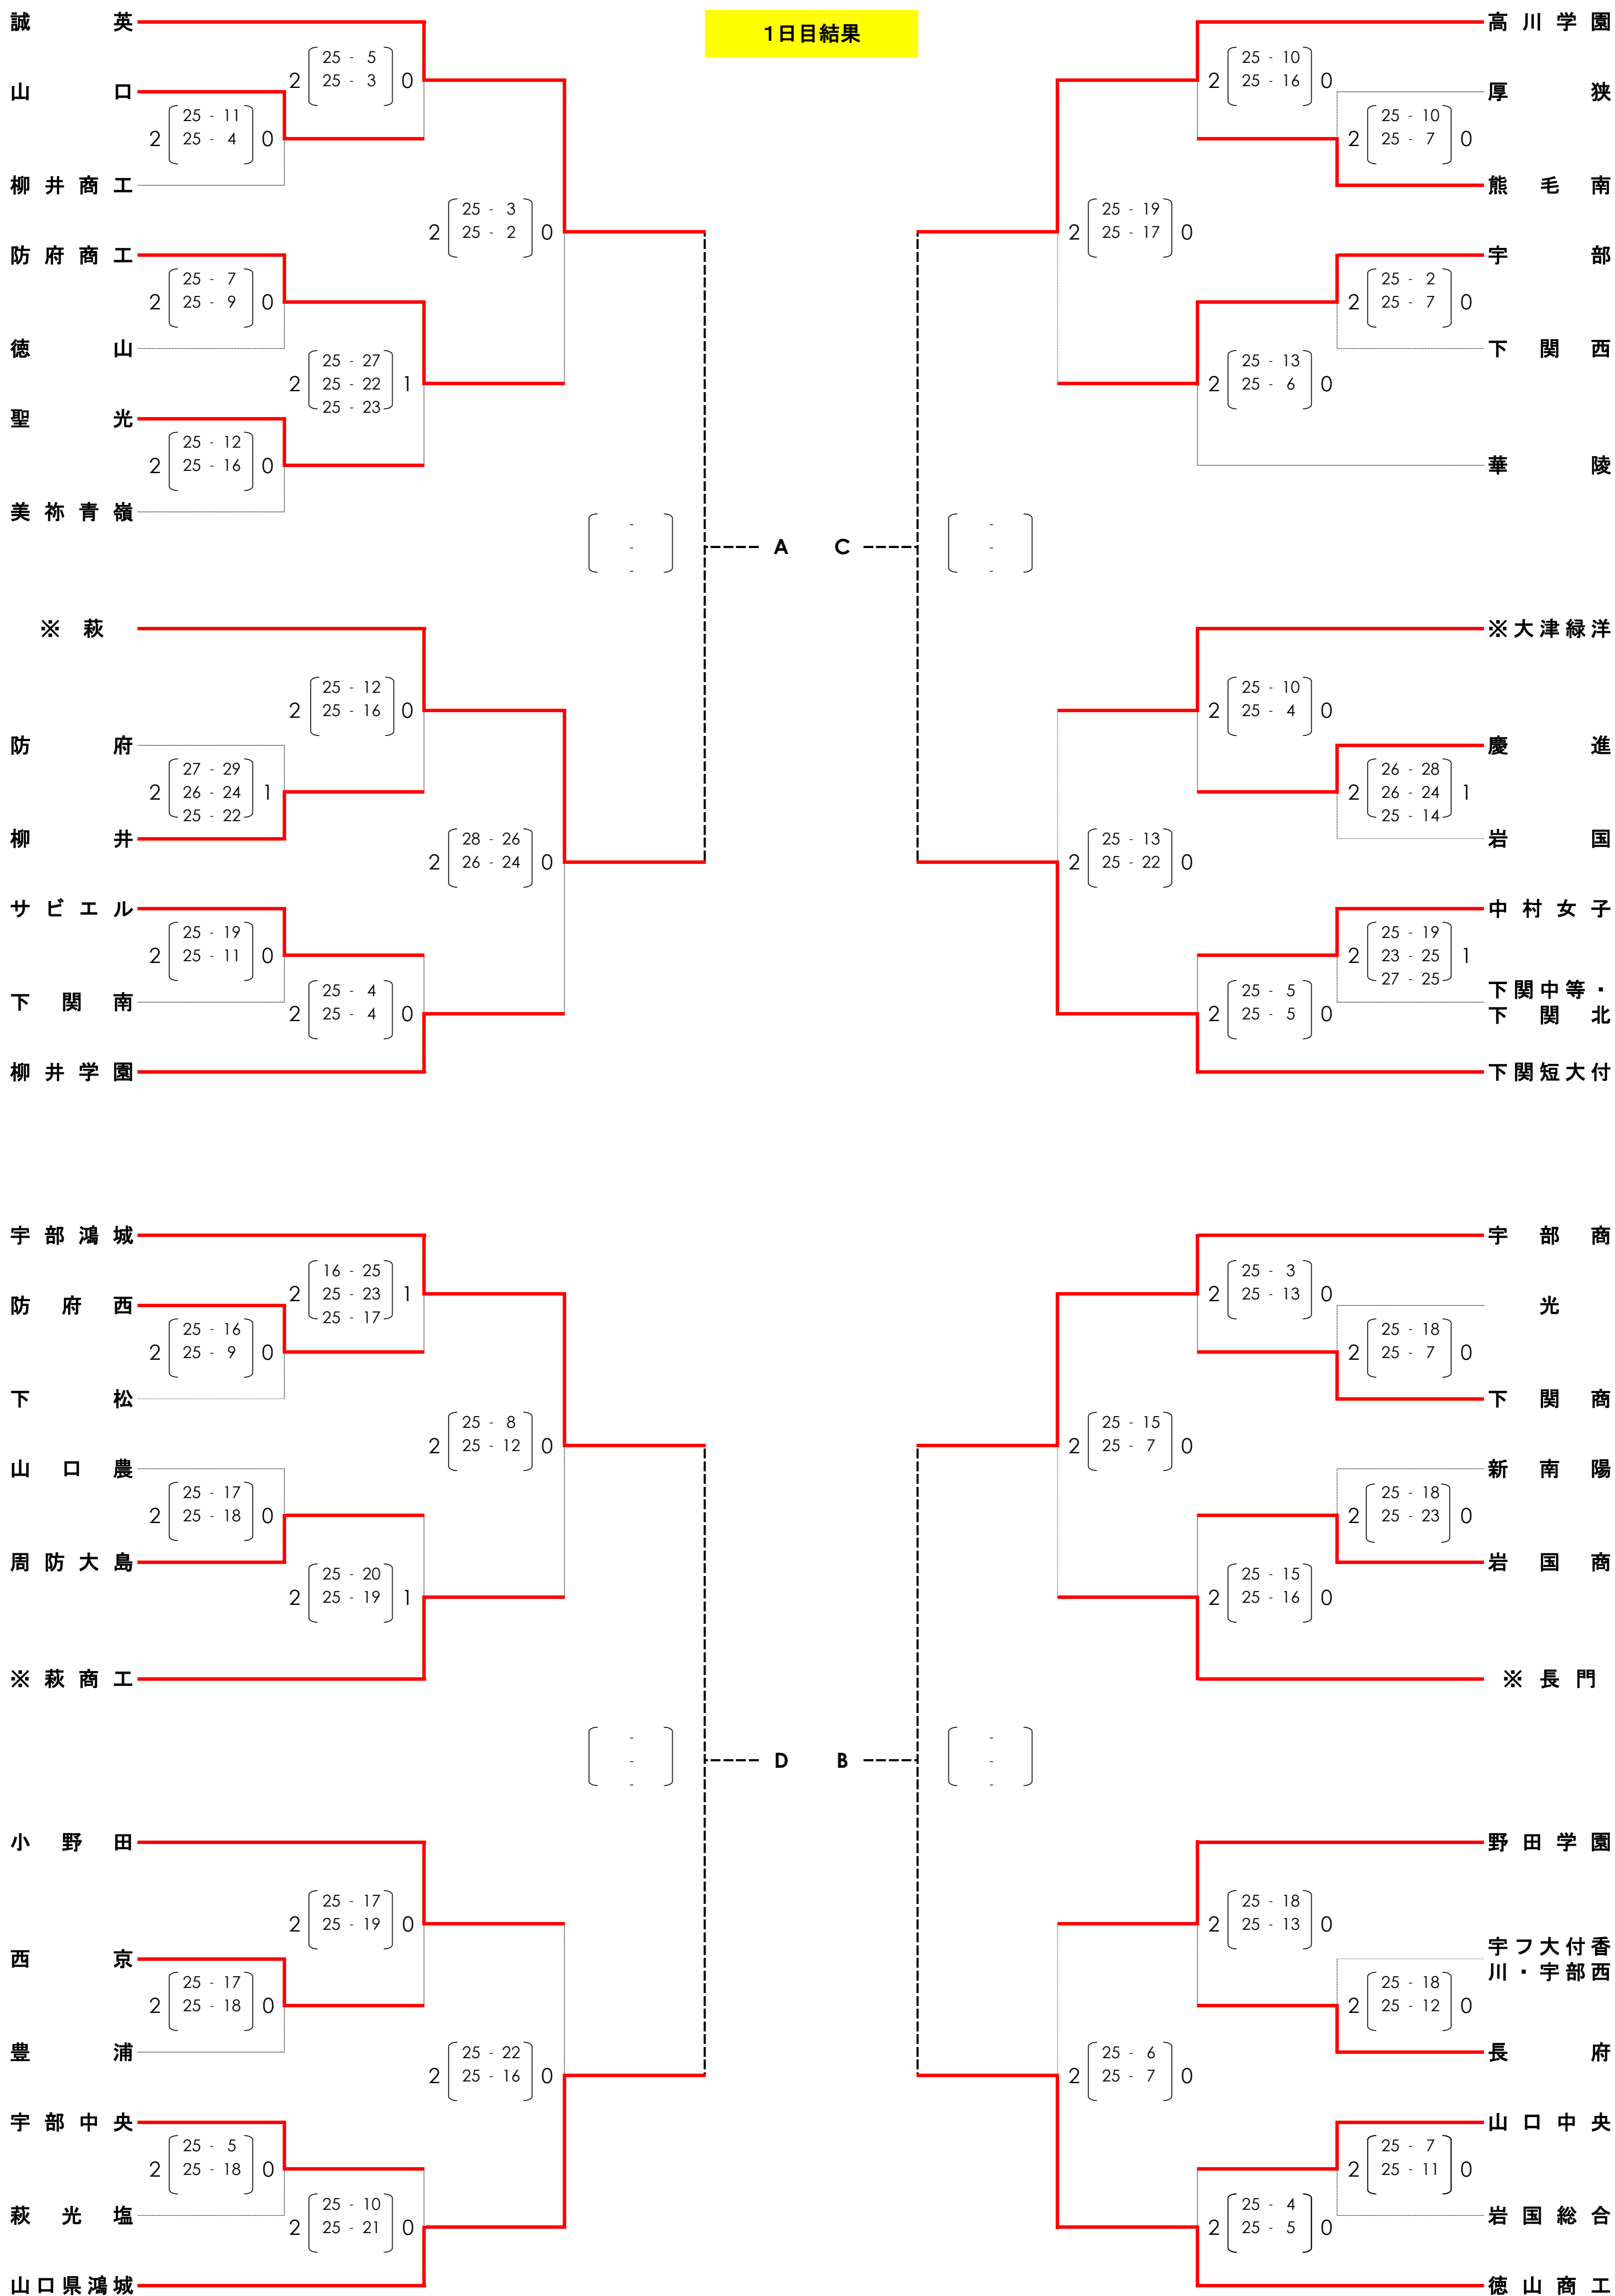 1日目結果
誠英
2 25 - 5 0
25 - 3
山口
2 25 - 11 0
25 - 4
柳井商工
2 25 - 3 0
25 - 2
防府商工
2 25 - 7 0
25 - 9
徳山
2 25 - 27 1
25 - 22
25 - 23
聖光
2 25 - 12 0
25 - 16
美祢青嶺
- 
-
-
A
※萩
2 25 - 12 0
25 - 16
防府
2 27 - 29 1
26 - 24
25 - 22
柳井
2 28 - 26 0
26 - 24
サビエル
2 25 - 19 0
25 - 11
下関南
2 25 - 4 0
25 - 4
柳井学園
高川学園
2 25 - 10 0
25 - 16
厚狭
2 25 - 10 0
25 - 7
熊毛南
2 25 - 19 0
25 - 17
宇部
2 25 - 2 0
25 - 7
下関西
2 25 - 13 0
25 - 6
華陵
C
-
-
-
※大津緑洋
2 25 - 10 0
25 - 4
慶進
2 26 - 28 1
26 - 24
25 - 14
岩国
2 25 - 13 0
25 - 22
中村女子
2 25 - 19 1
23 - 25
27 - 25
下関中等・
下関北
2 25 - 5 0
25 - 5
下関短大付
宇部鴻城
2 16 - 25 1
25 - 23
25 - 17
防府西
2 25 - 16 0
25 - 9
下松
2 25 - 8 0
25 - 12
山口農
2 25 - 17 0
25 - 18
周防大島
2 25 - 20 1
25 - 19
※萩商工
-
-
-
D
小野田
2 25 - 17 0
25 - 19
西京
2 25 - 17 0
25 - 18
豊浦
2 25 - 22 0
25 - 16
宇部中央
2 25 - 5 0
25 - 18
萩光塩
2 25 - 10 0
25 - 21
山口県鴻城
宇部商
2 25 - 3 0
25 - 13
光
2 25 - 18 0
25 - 7
下関商
2 25 - 15 0
25 - 7
新南陽
2 25 - 18 0
25 - 23
岩国商
2 25 - 15 0
25 - 16
※長門
B
-
-
-
野田学園
2 25 - 18 0
25 - 13
宇フ大付香
川・宇部西
2 25 - 18 0
25 - 12
長府
2 25 - 6 0
25 - 7
山口中央
2 25 - 7 0
25 - 11
岩国総合
2 25 - 4 0
25 - 5
徳山商工